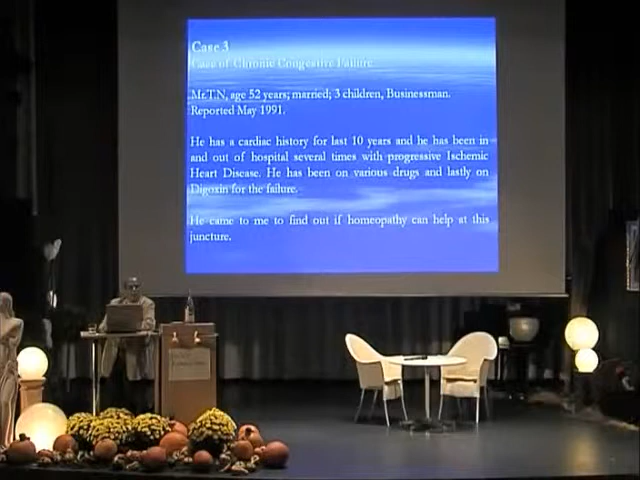 Case 3
Case of Chronic Congestive Failure
Mr.T.N, age 52 years; married; 3 children, Businessman.
Reported May 1991.
He has a cardiac history for last 10 years and he has been in
and out of hospital several times with progressive Ischemic
Heart Disease. He has been on various drugs and lastly on
Digoxin for the failure.
He came to me to find out if homeopathy can help at this
juncture.